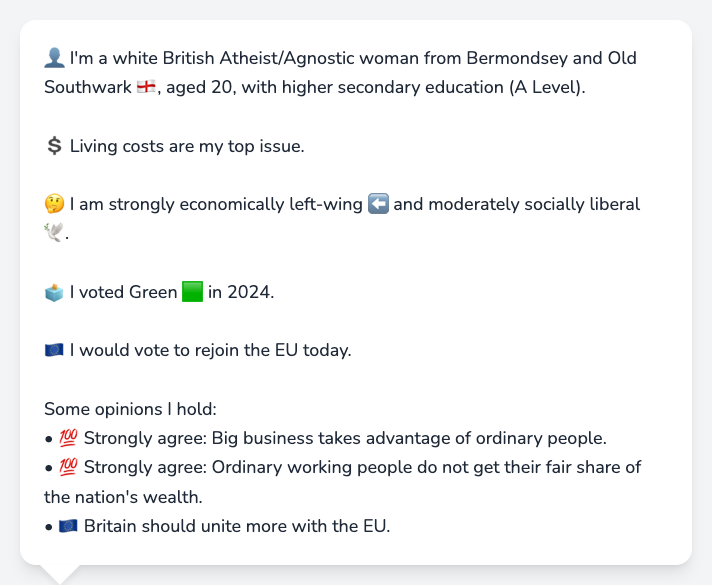 👤 I'm a white British Atheist/Agnostic woman from Bermondsey and Old
Southwark 🏴󠁧󠁢󠁥󠁮󠁧󠁿, aged 20, with higher secondary education (A Level).
💲 Living costs are my top issue.
🤔 I am strongly economically left-wing ⬅️ and moderately socially liberal
🕊️.
🗳️ I voted Green 🟩 in 2024.
🇪🇺 I would vote to rejoin the EU today.
Some opinions I hold:
• 💯 Strongly agree: Big business takes advantage of ordinary people.
• 💯 Strongly agree: Ordinary working people do not get their fair share of
the nation's wealth.
• 🇪🇺 Britain should unite more with the EU.